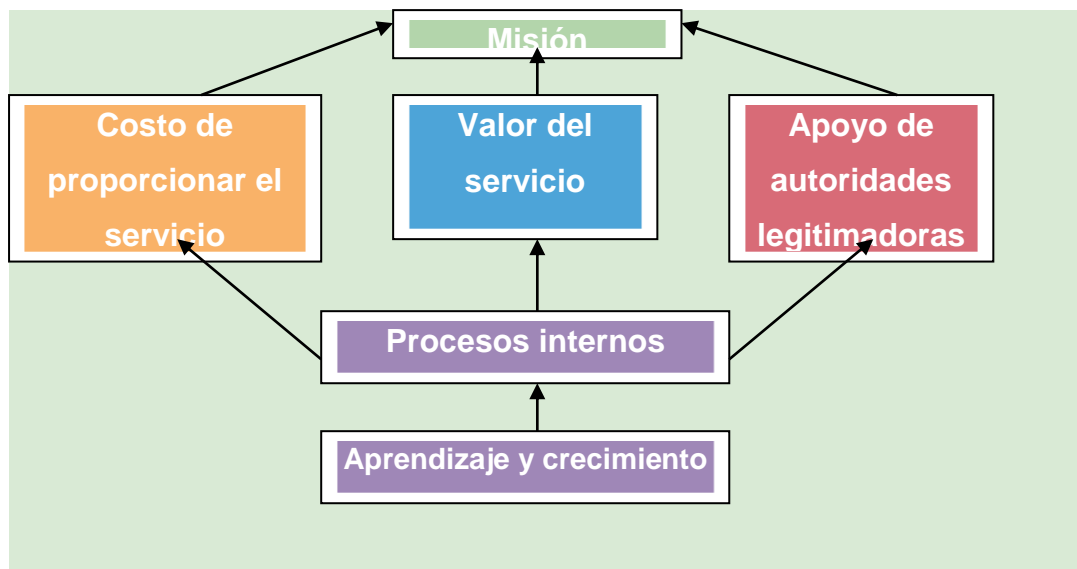 Misión
Costo de
proporcionar el
servicio
Valor del
servicio
Apoyo de
autoridades
legitimadoras
Procesos internos
Aprendizaje y crecimiento